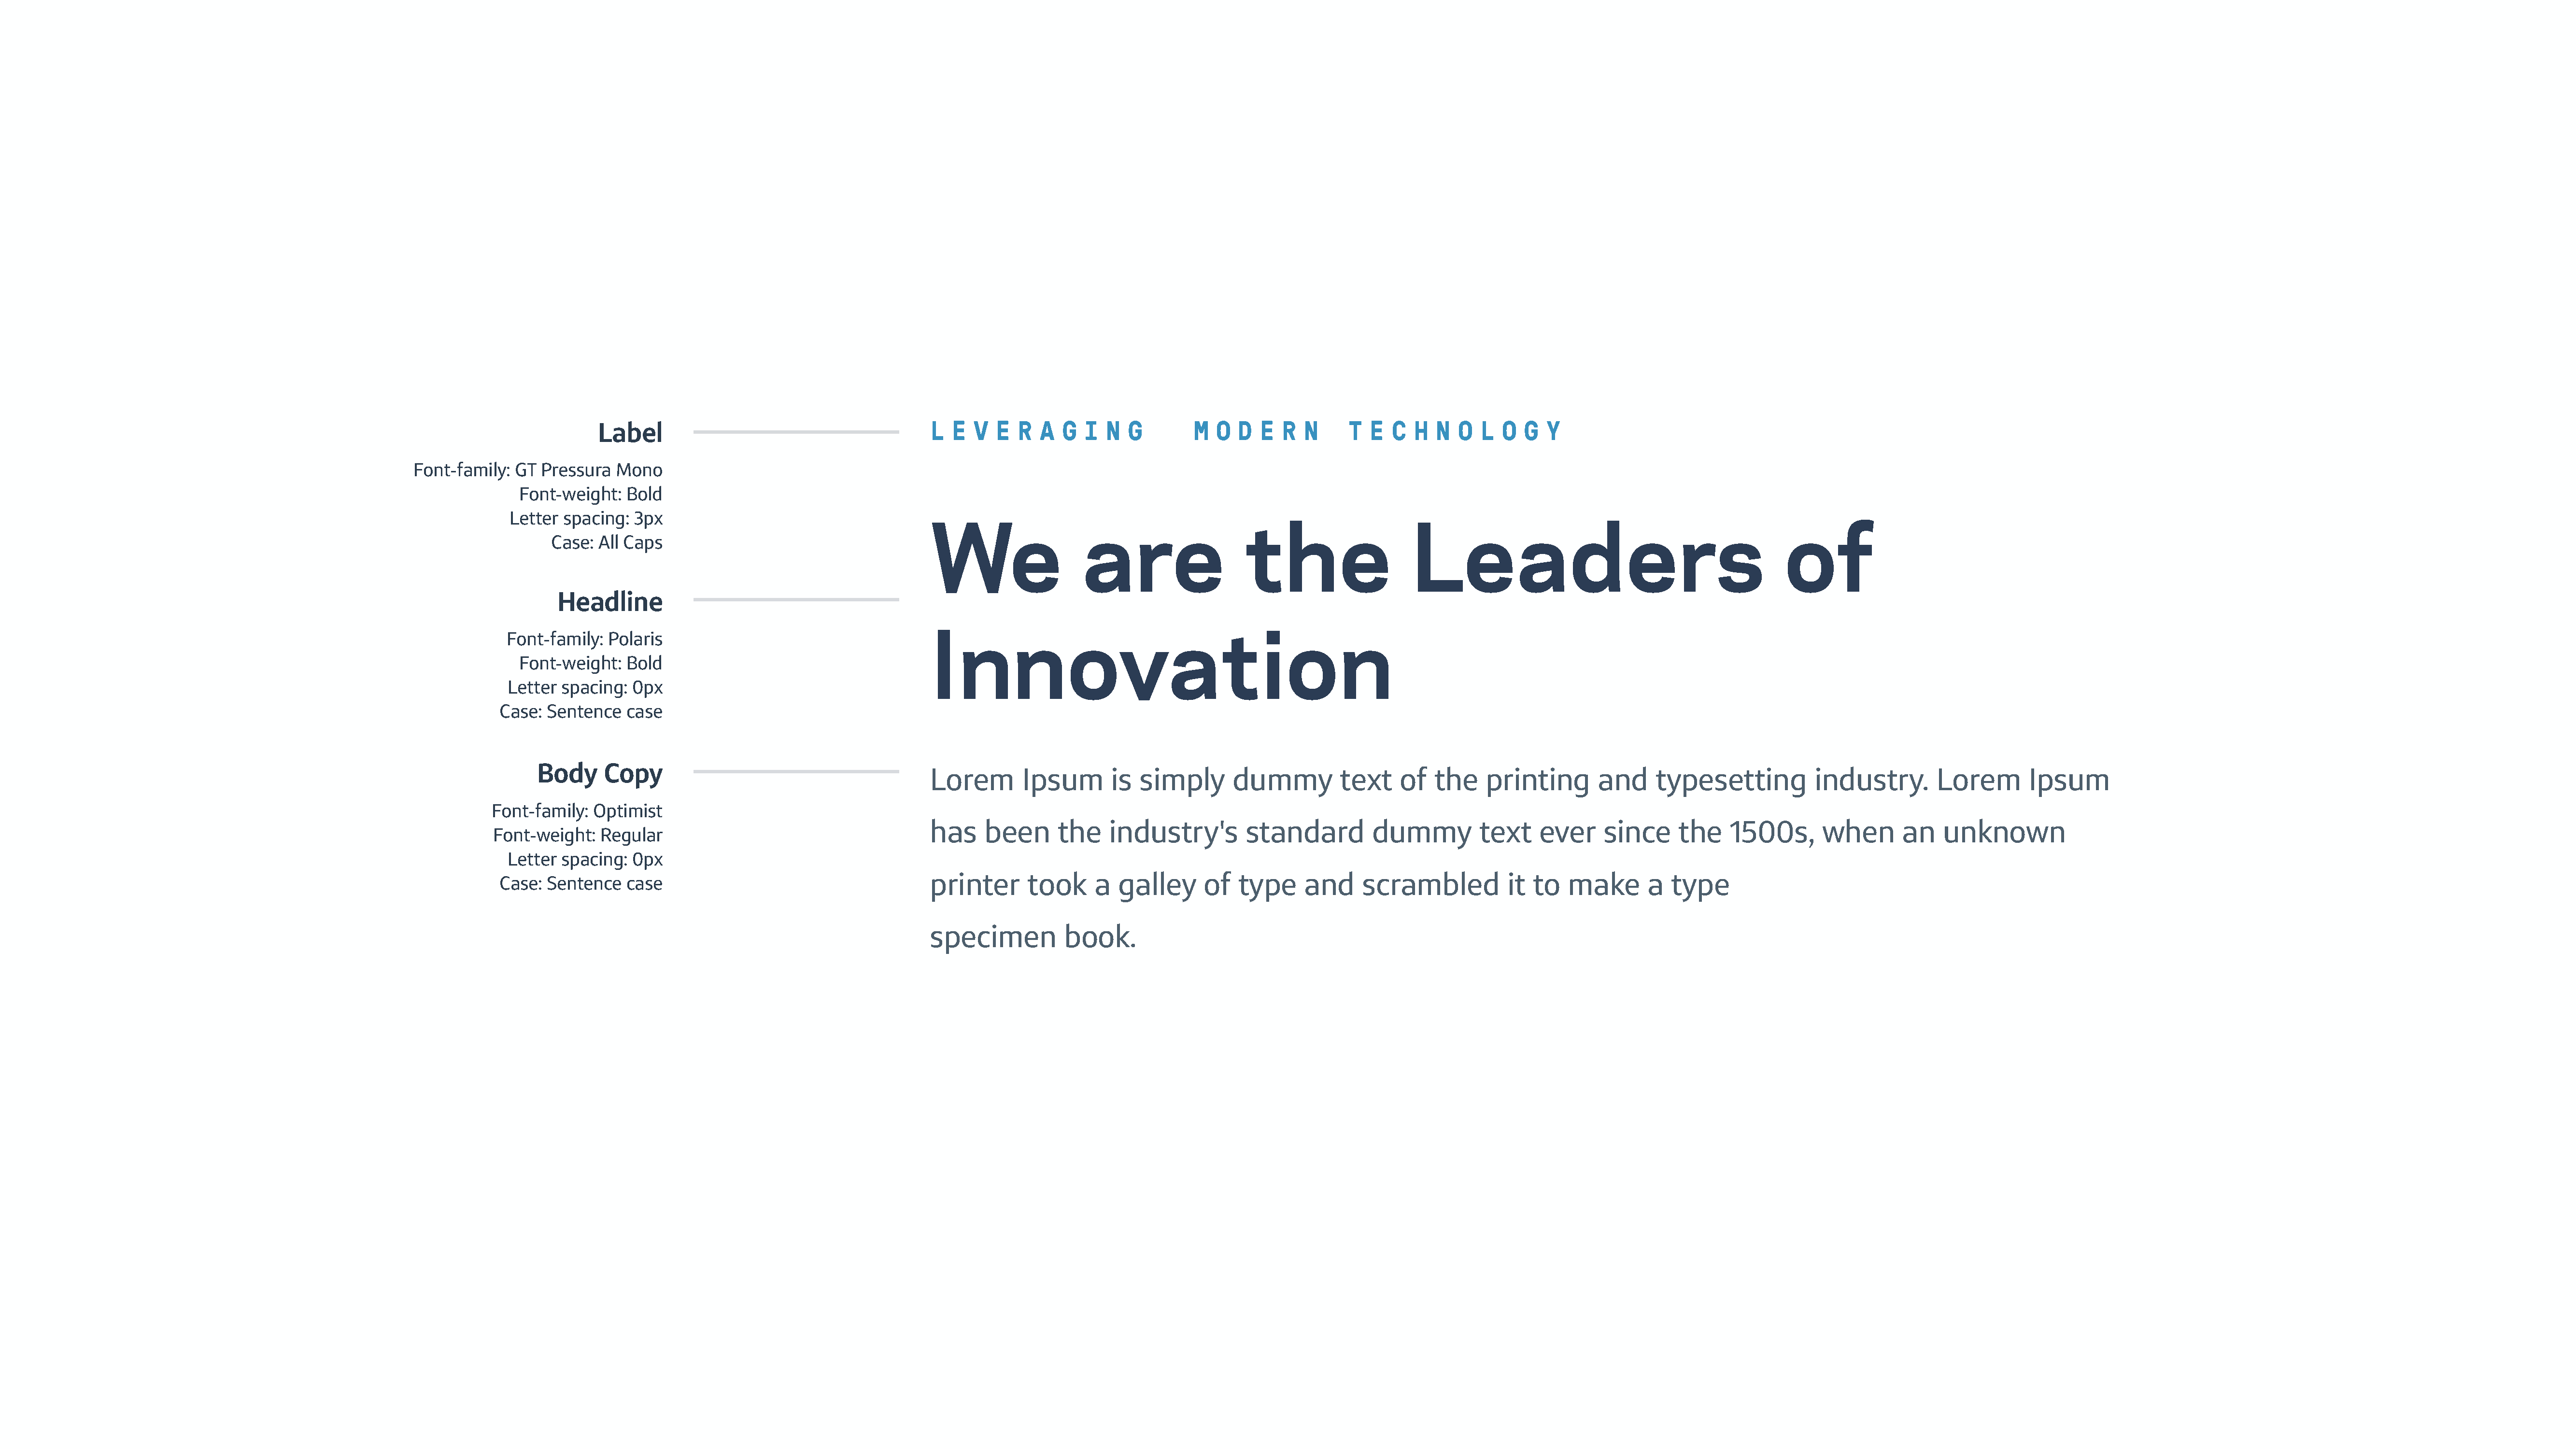 Label
Font-family: GT Pressura Mono
Font-weight: Bold
Letter spacing: 3px
Case: All Caps
Headline
Font-family: Polaris
Font-weight: Bold
Letter spacing: 0px
Case: Sentence case
Body Copy
Font-family: Optimist
Font-weight: Regular
Letter spacing: 0px
Case: Sentence case
LEVERAGING MODERN TECHNOLOGY
We are the Leaders of
Innovation
Lorem Ipsum is simply dummy text of the printing and typesetting industry. Lorem Ipsum
has been the industry's standard dummy text ever since the 1500s, when an unknown
printer took a galley of type and scrambled it to make a type
specimen book.